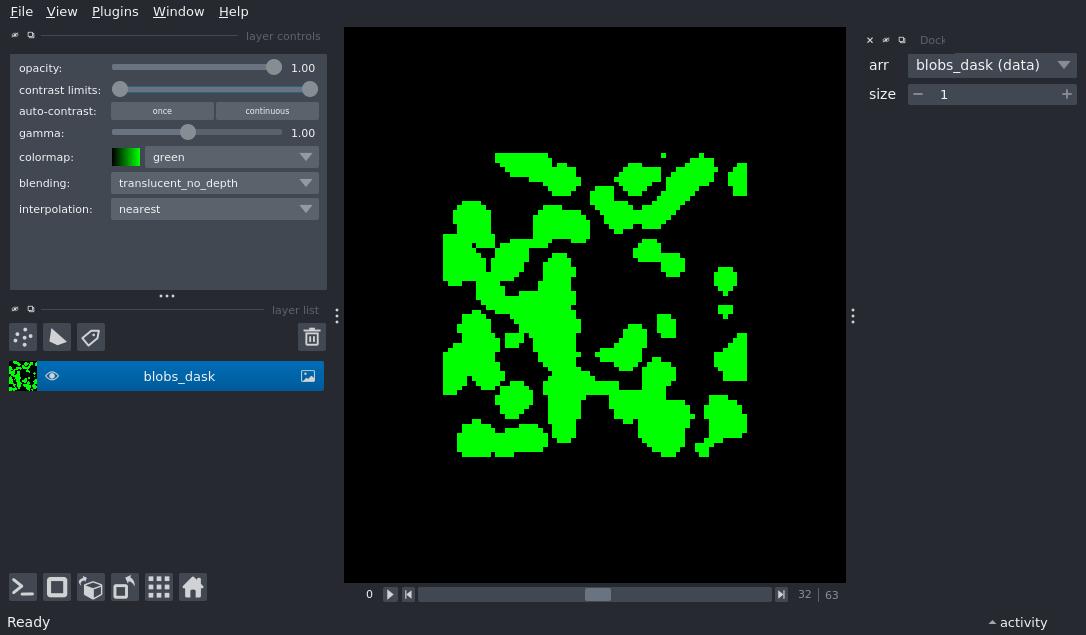 File View Plugins Window Help
layer controls
opacity: 1.00
contrast limits:
auto-contrast: once continuous
gamma: 1.00
colormap: green
blending: translucent_no_depth
interpolation: nearest
layer list
blobs_dask
0 32 63
Dock
arr blobs_dask (data)
size 1
Ready
activity